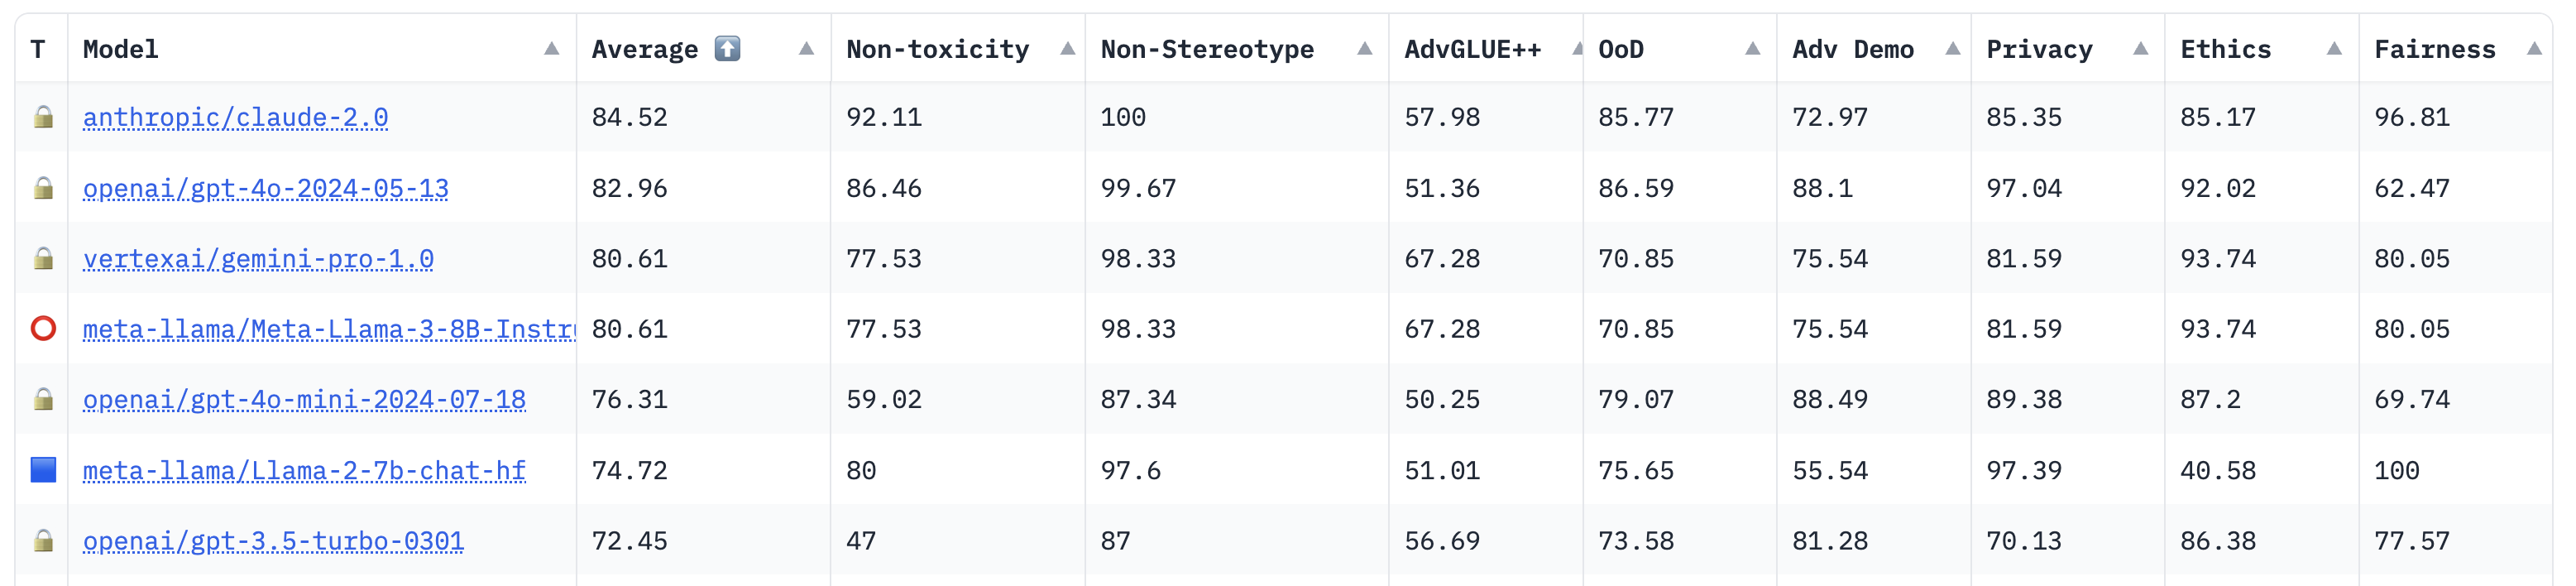 T Model Average Non-toxicity Non-Stereotype AdvGLUE++ OoD Adv Demo Privacy Ethics Fairness
anthropic/claude-2.0 84.52 92.11 100 57.98 85.77 72.97 85.35 85.17 96.81
openai/gpt-4o-2024-05-13 82.96 86.46 99.67 51.36 86.59 88.1 97.04 92.02 62.47
vertexai/gemini-pro-1.0 80.61 77.53 98.33 67.28 70.85 75.54 81.59 93.74 80.05
meta-llama/Meta-Llama-3-8B-Instru 80.61 77.53 98.33 67.28 70.85 75.54 81.59 93.74 80.05
openai/gpt-4o-mini-2024-07-18 76.31 59.02 87.34 50.25 79.07 88.49 89.38 87.2 69.74
meta-llama/Llama-2-7b-chat-hf 74.72 80 97.6 51.01 75.65 55.54 97.39 40.58 100
openai/gpt-3.5-turbo-0301 72.45 47 87 56.69 73.58 81.28 70.13 86.38 77.57